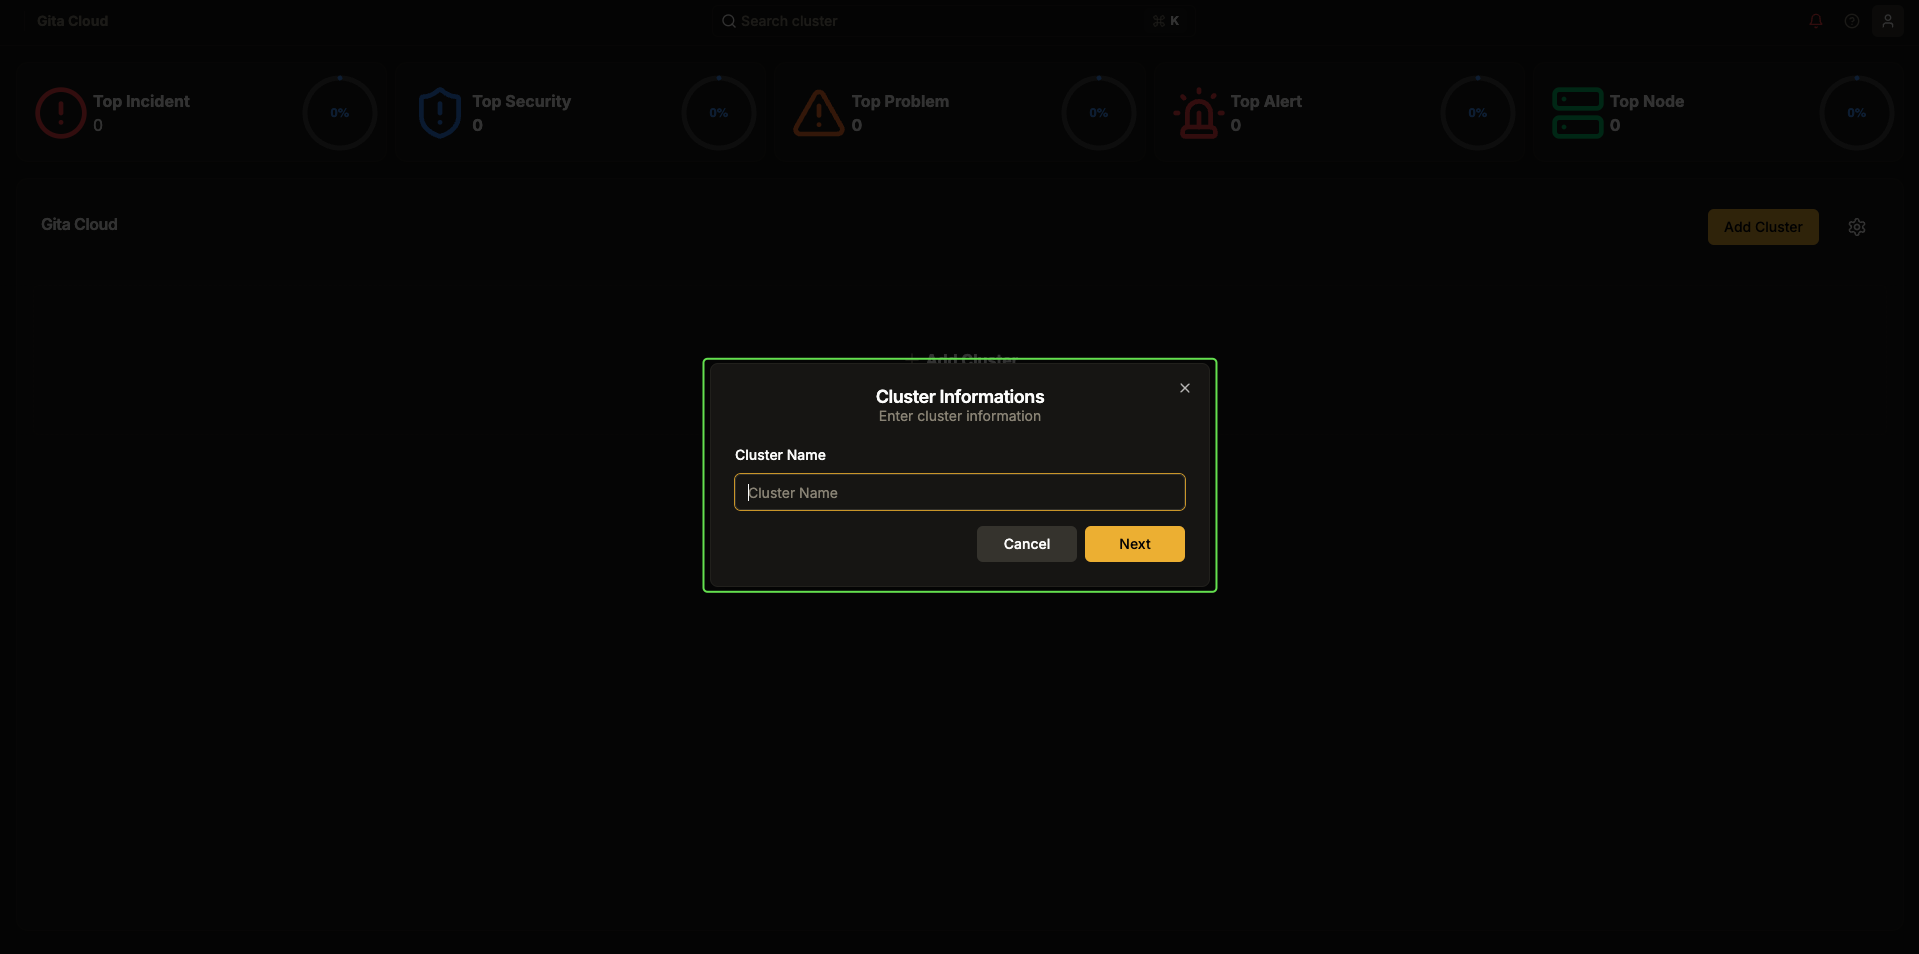 Gita Cloud
Search cluster
⌘ K
Top Incident
0
0%
Top Security
0
0%
Top Problem
0
0%
Top Alert
0
0%
Top Node
0
0%
Gita Cloud
Add Cluster
Add Cluster
Cluster Informations
Enter cluster information
Cluster Name
Cluster Name
Cancel
Next